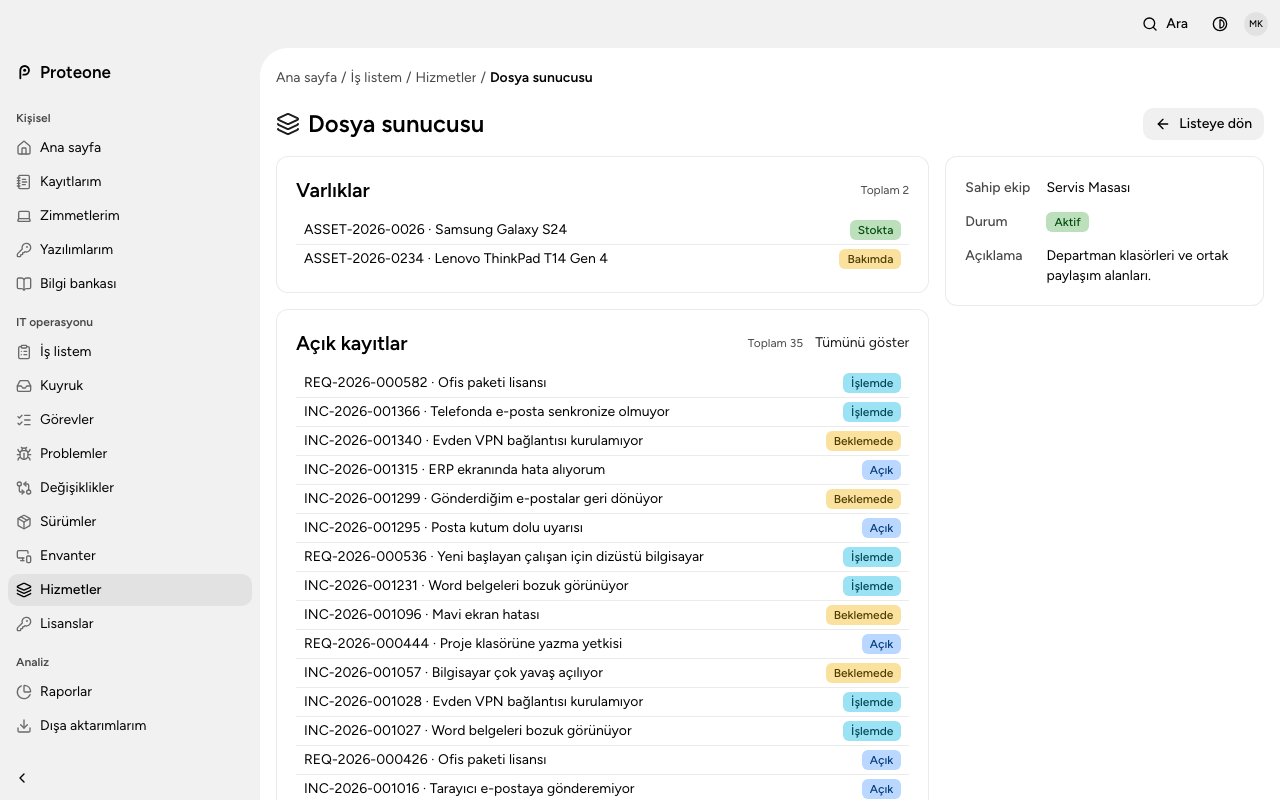 Ara
MK
Proteone
Kişisel
Ana sayfa
Kayıtlarım
Zimmetlerim
Yazılımlarım
Bilgi bankası
IT operasyonu
İş listem
Kuyruk
Görevler
Problemler
Değişiklikler
Sürümler
Envanter
Hizmetler
Lisanslar
Analiz
Raporlar
Dışa aktarımlarım
Ana sayfa / İş listem / Hizmetler / Dosya sunucusu
Dosya sunucusu
Listeye dön
Varlıklar
Toplam 2
ASSET-2026-0026 · Samsung Galaxy S24 Stokta
ASSET-2026-0234 · Lenovo ThinkPad T14 Gen 4 Bakımda
Açık kayıtlar
Toplam 35 Tümünü göster
REQ-2026-000582 · Ofis paketi lisansı İşlemde
INC-2026-001366 · Telefonda e-posta senkronize olmuyor İşlemde
INC-2026-001340 · Evden VPN bağlantısı kurulamıyor Beklemede
INC-2026-001315 · ERP ekranında hata alıyorum Açık
INC-2026-001299 · Gönderdiğim e-postalar geri dönüyor Beklemede
INC-2026-001295 · Posta kutum dolu uyarısı Açık
REQ-2026-000536 · Yeni başlayan çalışan için dizüstü bilgisayar İşlemde
INC-2026-001231 · Word belgeleri bozuk görünüyor İşlemde
INC-2026-001096 · Mavi ekran hatası Beklemede
REQ-2026-000444 · Proje klasörüne yazma yetkisi Açık
INC-2026-001057 · Bilgisayar çok yavaş açılıyor Beklemede
INC-2026-001028 · Evden VPN bağlantısı kurulamıyor İşlemde
INC-2026-001027 · Word belgeleri bozuk görünüyor İşlemde
REQ-2026-000426 · Ofis paketi lisansı Açık
INC-2026-001016 · Tarayıcı e-postaya gönderemiyor Açık
Sahip ekip Servis Masası
Durum Aktif
Açıklama Departman klasörleri ve ortak
paylaşım alanları.